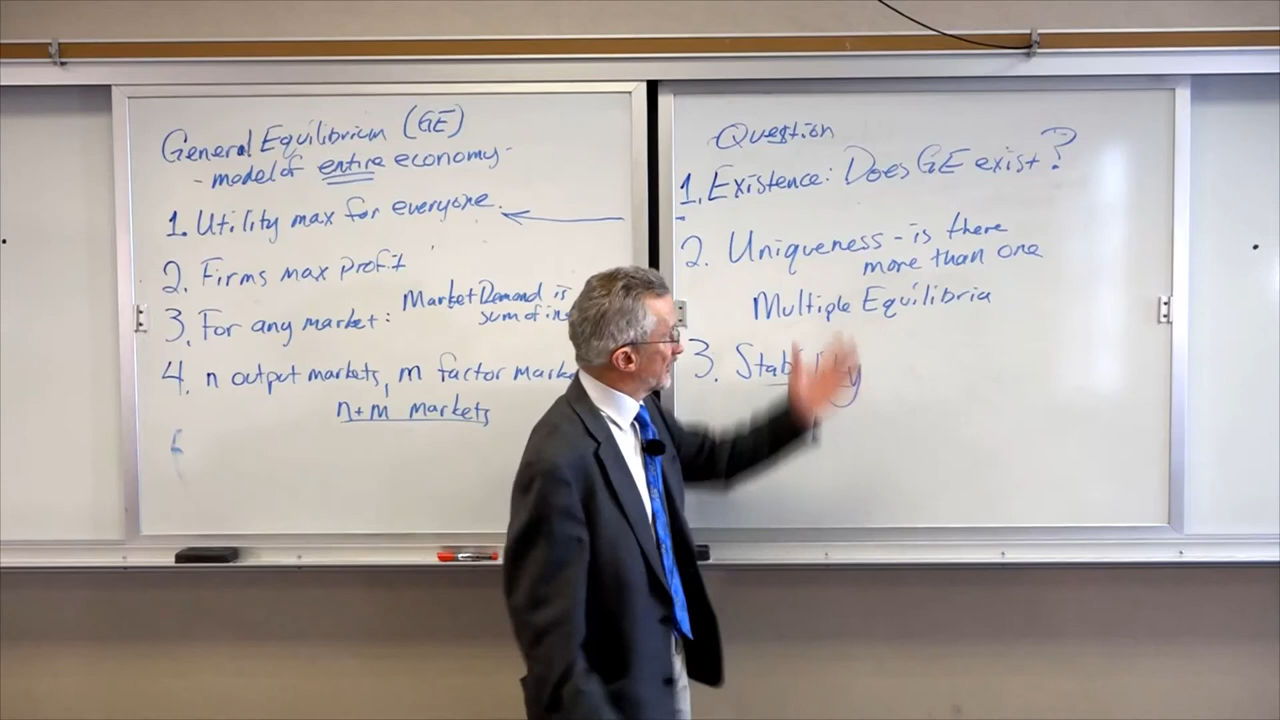 General Equilibrium (GE)
- model of entire economy -
1. Utility max for everyone.
2. Firms max profit
3. For any market: Market Demand is
sum of
4. n output markets, m factor
n+m markets
Question
1. Existence: Does GE exist?
2. Uniqueness - is there
more than one
Multiple Equilibria
3. Stability